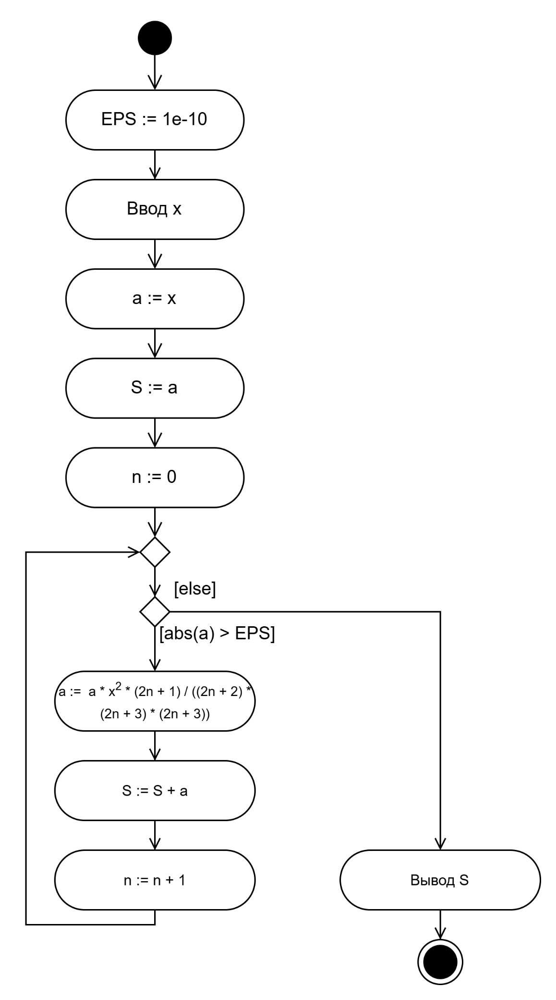 EPS := 1e-10
Ввод x
a := x
S := a
n := 0
[else]
[abs(a) > EPS]
a := a * x² * (2n + 1) / ((2n + 2) *
(2n + 3) * (2n + 3))
S := S + a
n := n + 1
Вывод S